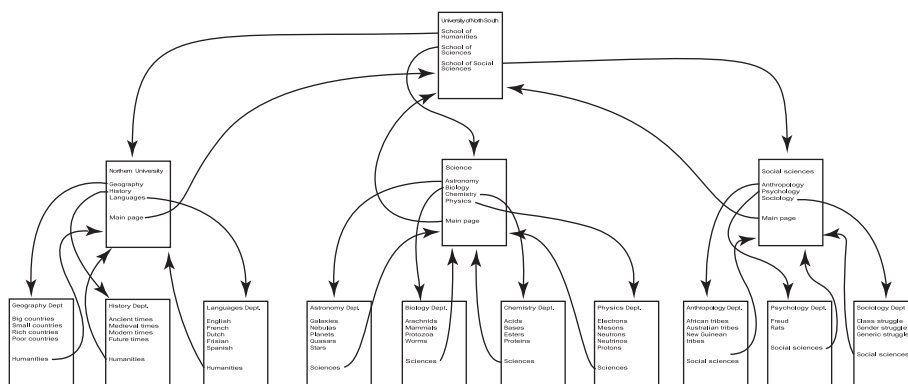 University of North South
School of
Humanities
School of
Sciences
School of Social
Sciences
Northern University
Geography
History
Languages
Main page
Science
Astronomy
Biology
Chemistry
Physics
Main page
Social sciences
Anthropology
Psychology
Sociology
Main page
Geography Dept
Big countries
Small countries
Rich countries
Poor countries
Humanities
History Dept.
Ancient times
Medieval times
Modern times
Future times
Humanities
Languages Dept.
English
French
Dutch
Frisian
Spanish
Humanities
Astronomy Dept
Galaxies
Nebulas
Planets
Quasars
Stars
Sciences
Biology Dept.
Arachnids
Mammals
Protozoa
Worms
Sciences
Chemistry Dept
Acids
Bases
Esters
Proteins
Sciences
Physics Dept.
Electrons
Mesons
Neutrons
Neutrinos
Protons
Sciences
Anthropology Dept.
African tribes
Australian tribes
New Guinean
tribes
Social sciences
Psychology Dept.
Freud
Rats
Social sciences
Sociology Dept
Class struggle
Gender struggle
Generic struggle
Social sciences